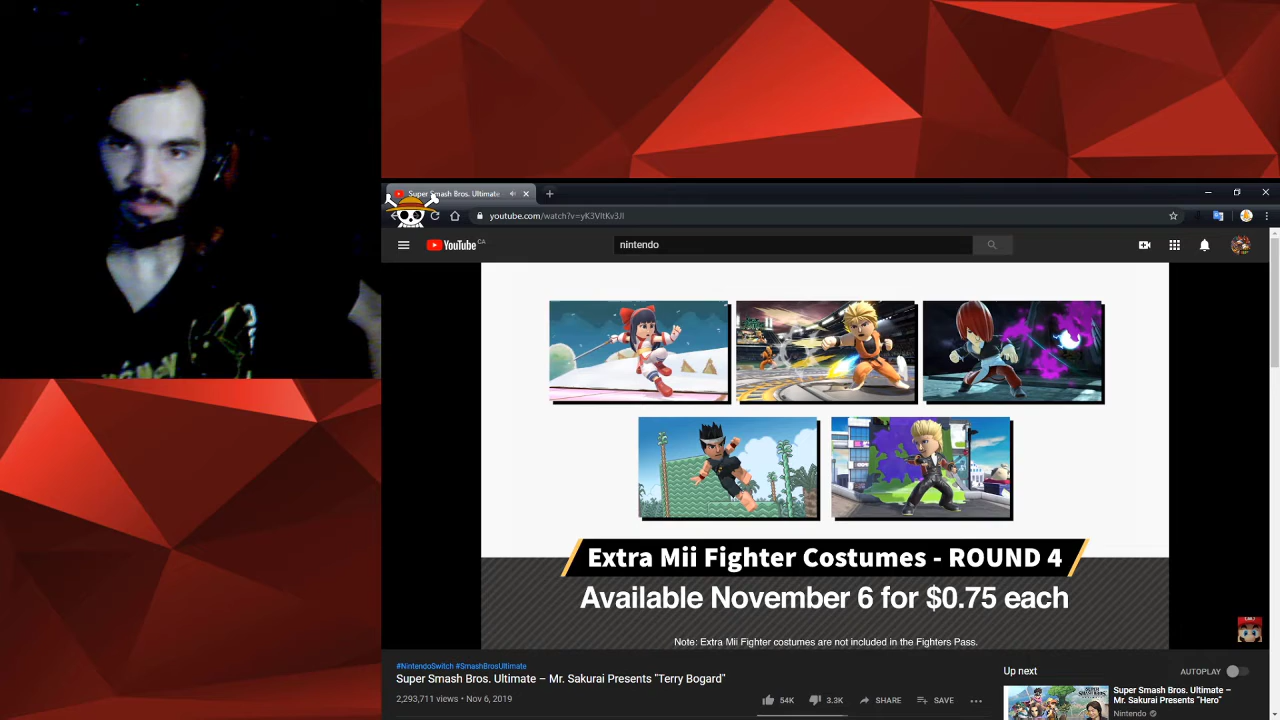 Super Smash Bros. Ultimate
youtube.com/watch?v=yK3VltKv3JI
YouTube CA
nintendo
Extra Mii Fighter Costumes - ROUND 4
Available November 6 for $0.75 each
Note: Extra Mii Fighter costumes are not included in the Fighters Pass.
#NintendoSwitch #SmashBrosUltimate
Super Smash Bros. Ultimate – Mr. Sakurai Presents "Terry Bogard"
2,293,711 views • Nov 6, 2019
54K
3.3K
SHARE
SAVE
Up next
AUTOPLAY
Super Smash Bros. Ultimate –
Mr. Sakurai Presents "Hero"
Nintendo